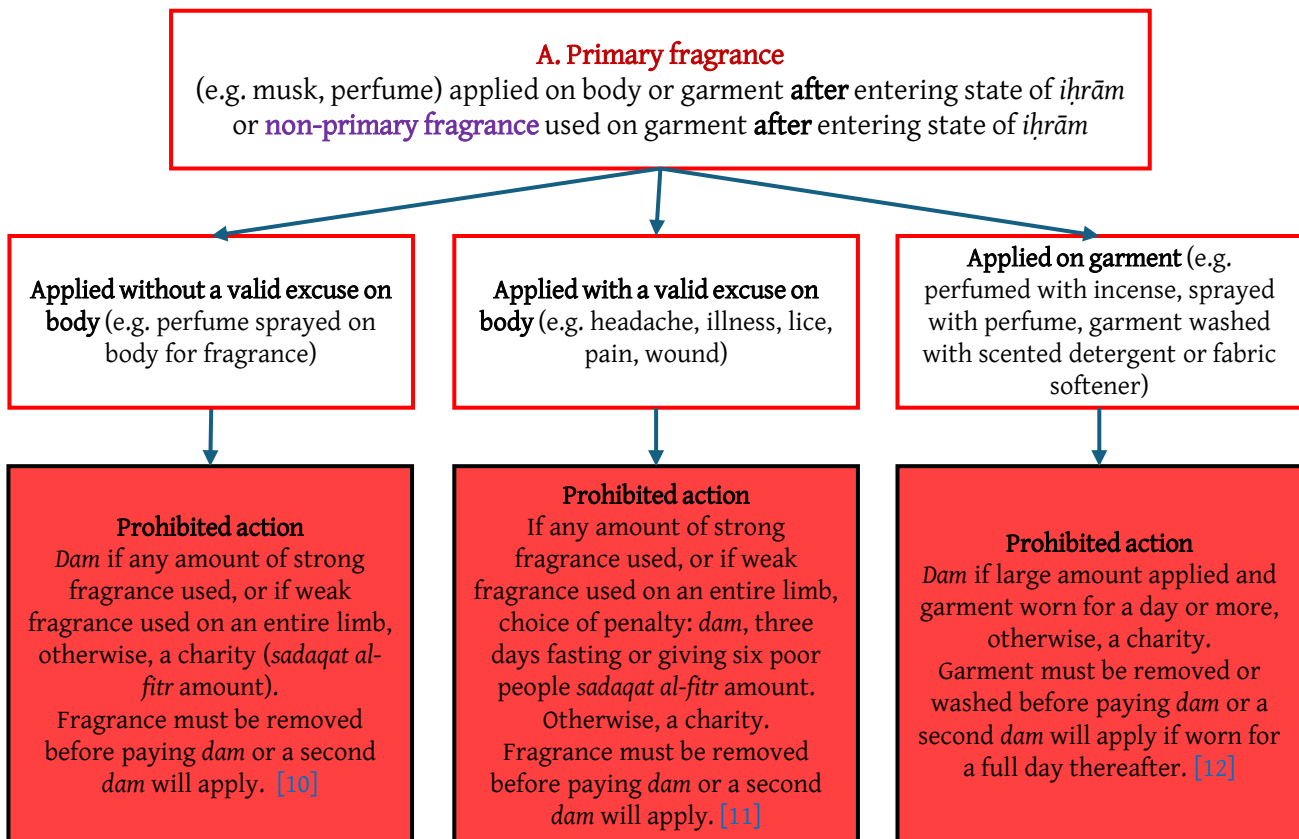 A. Primary fragrance
(e.g. musk, perfume) applied on body or garment after entering state of iḥrām
or non-primary fragrance used on garment after entering state of iḥrām
Applied without a valid excuse on
body (e.g. perfume sprayed on
body for fragrance)
Applied with a valid excuse on
body (e.g. headache, illness, lice,
pain, wound)
Applied on garment (e.g.
perfumed with incense, sprayed
with perfume, garment washed
with scented detergent or fabric
softener)
Prohibited action
Dam if any amount of strong
fragrance used, or if weak
fragrance used on an entire limb,
otherwise, a charity (sadaqat al-
fitr amount).
Fragrance must be removed
before paying dam or a second
dam will apply. [10]
Prohibited action
If any amount of strong
fragrance used, or if weak
fragrance used on an entire limb,
choice of penalty: dam, three
days fasting or giving six poor
people sadaqat al-fitr amount.
Otherwise, a charity.
Fragrance must be removed
before paying dam or a second
dam will apply. [11]
Prohibited action
Dam if large amount applied and
garment worn for a day or more,
otherwise, a charity.
Garment must be removed or
washed before paying dam or a
second dam will apply if worn for
a full day thereafter. [12]